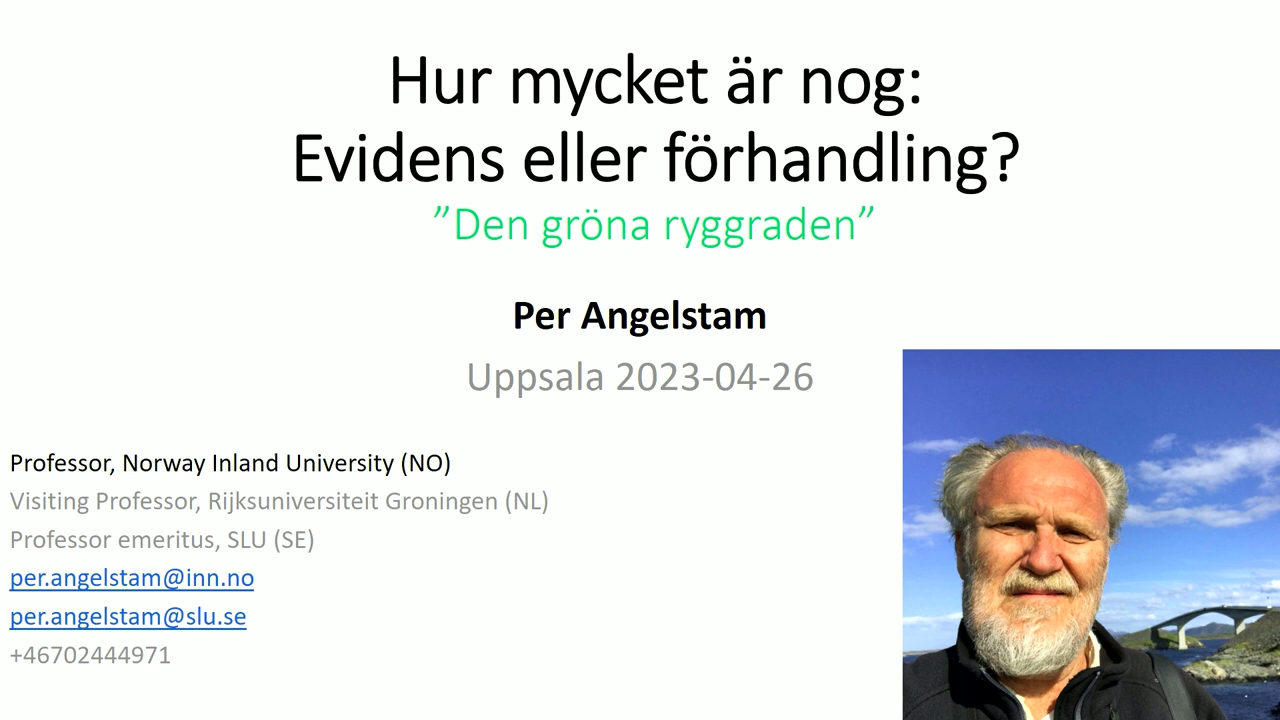 Hur mycket är nog:
Evidens eller förhandling?
”Den gröna ryggraden”
Per Angelstam
Uppsala 2023-04-26
Professor, Norway Inland University (NO)
Visiting Professor, Rijksuniversiteit Groningen (NL)
Professor emeritus, SLU (SE)
per.angelstam@inn.no
per.angelstam@slu.se
+46702444971